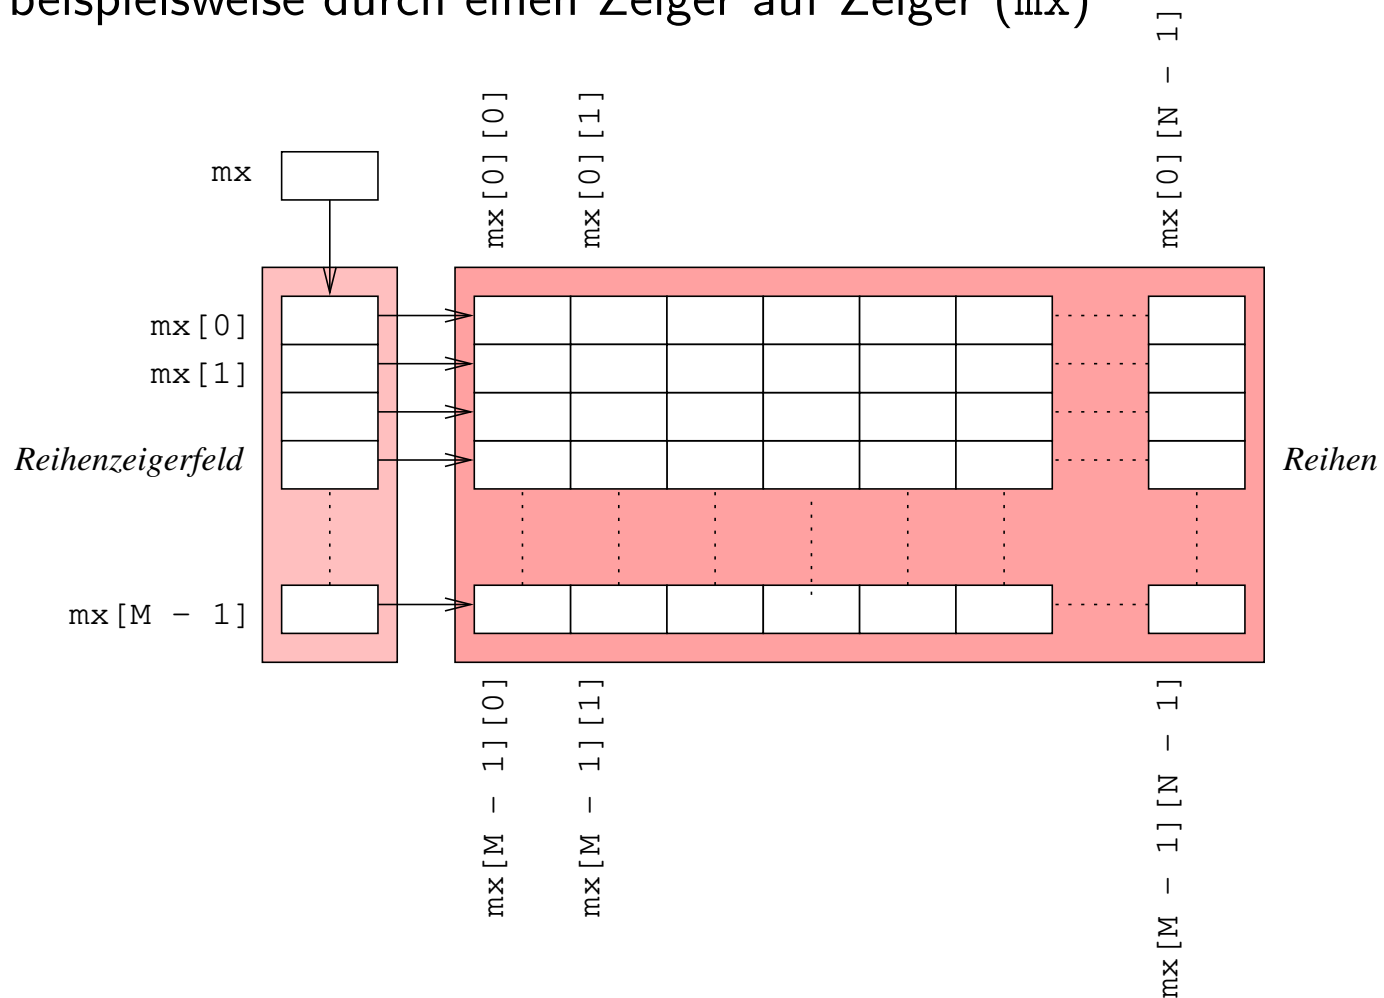 beispielsweise durch einen Zeiger auf Zeiger (mx)
mx[0][0]
mx[0][1]
mx[0][N - 1]
mx
mx[0]
mx[1]
Reihenzeigerfeld
Reihen
mx[M - 1]
mx[M - 1][0]
mx[M - 1][1]
mx[M - 1][N - 1]